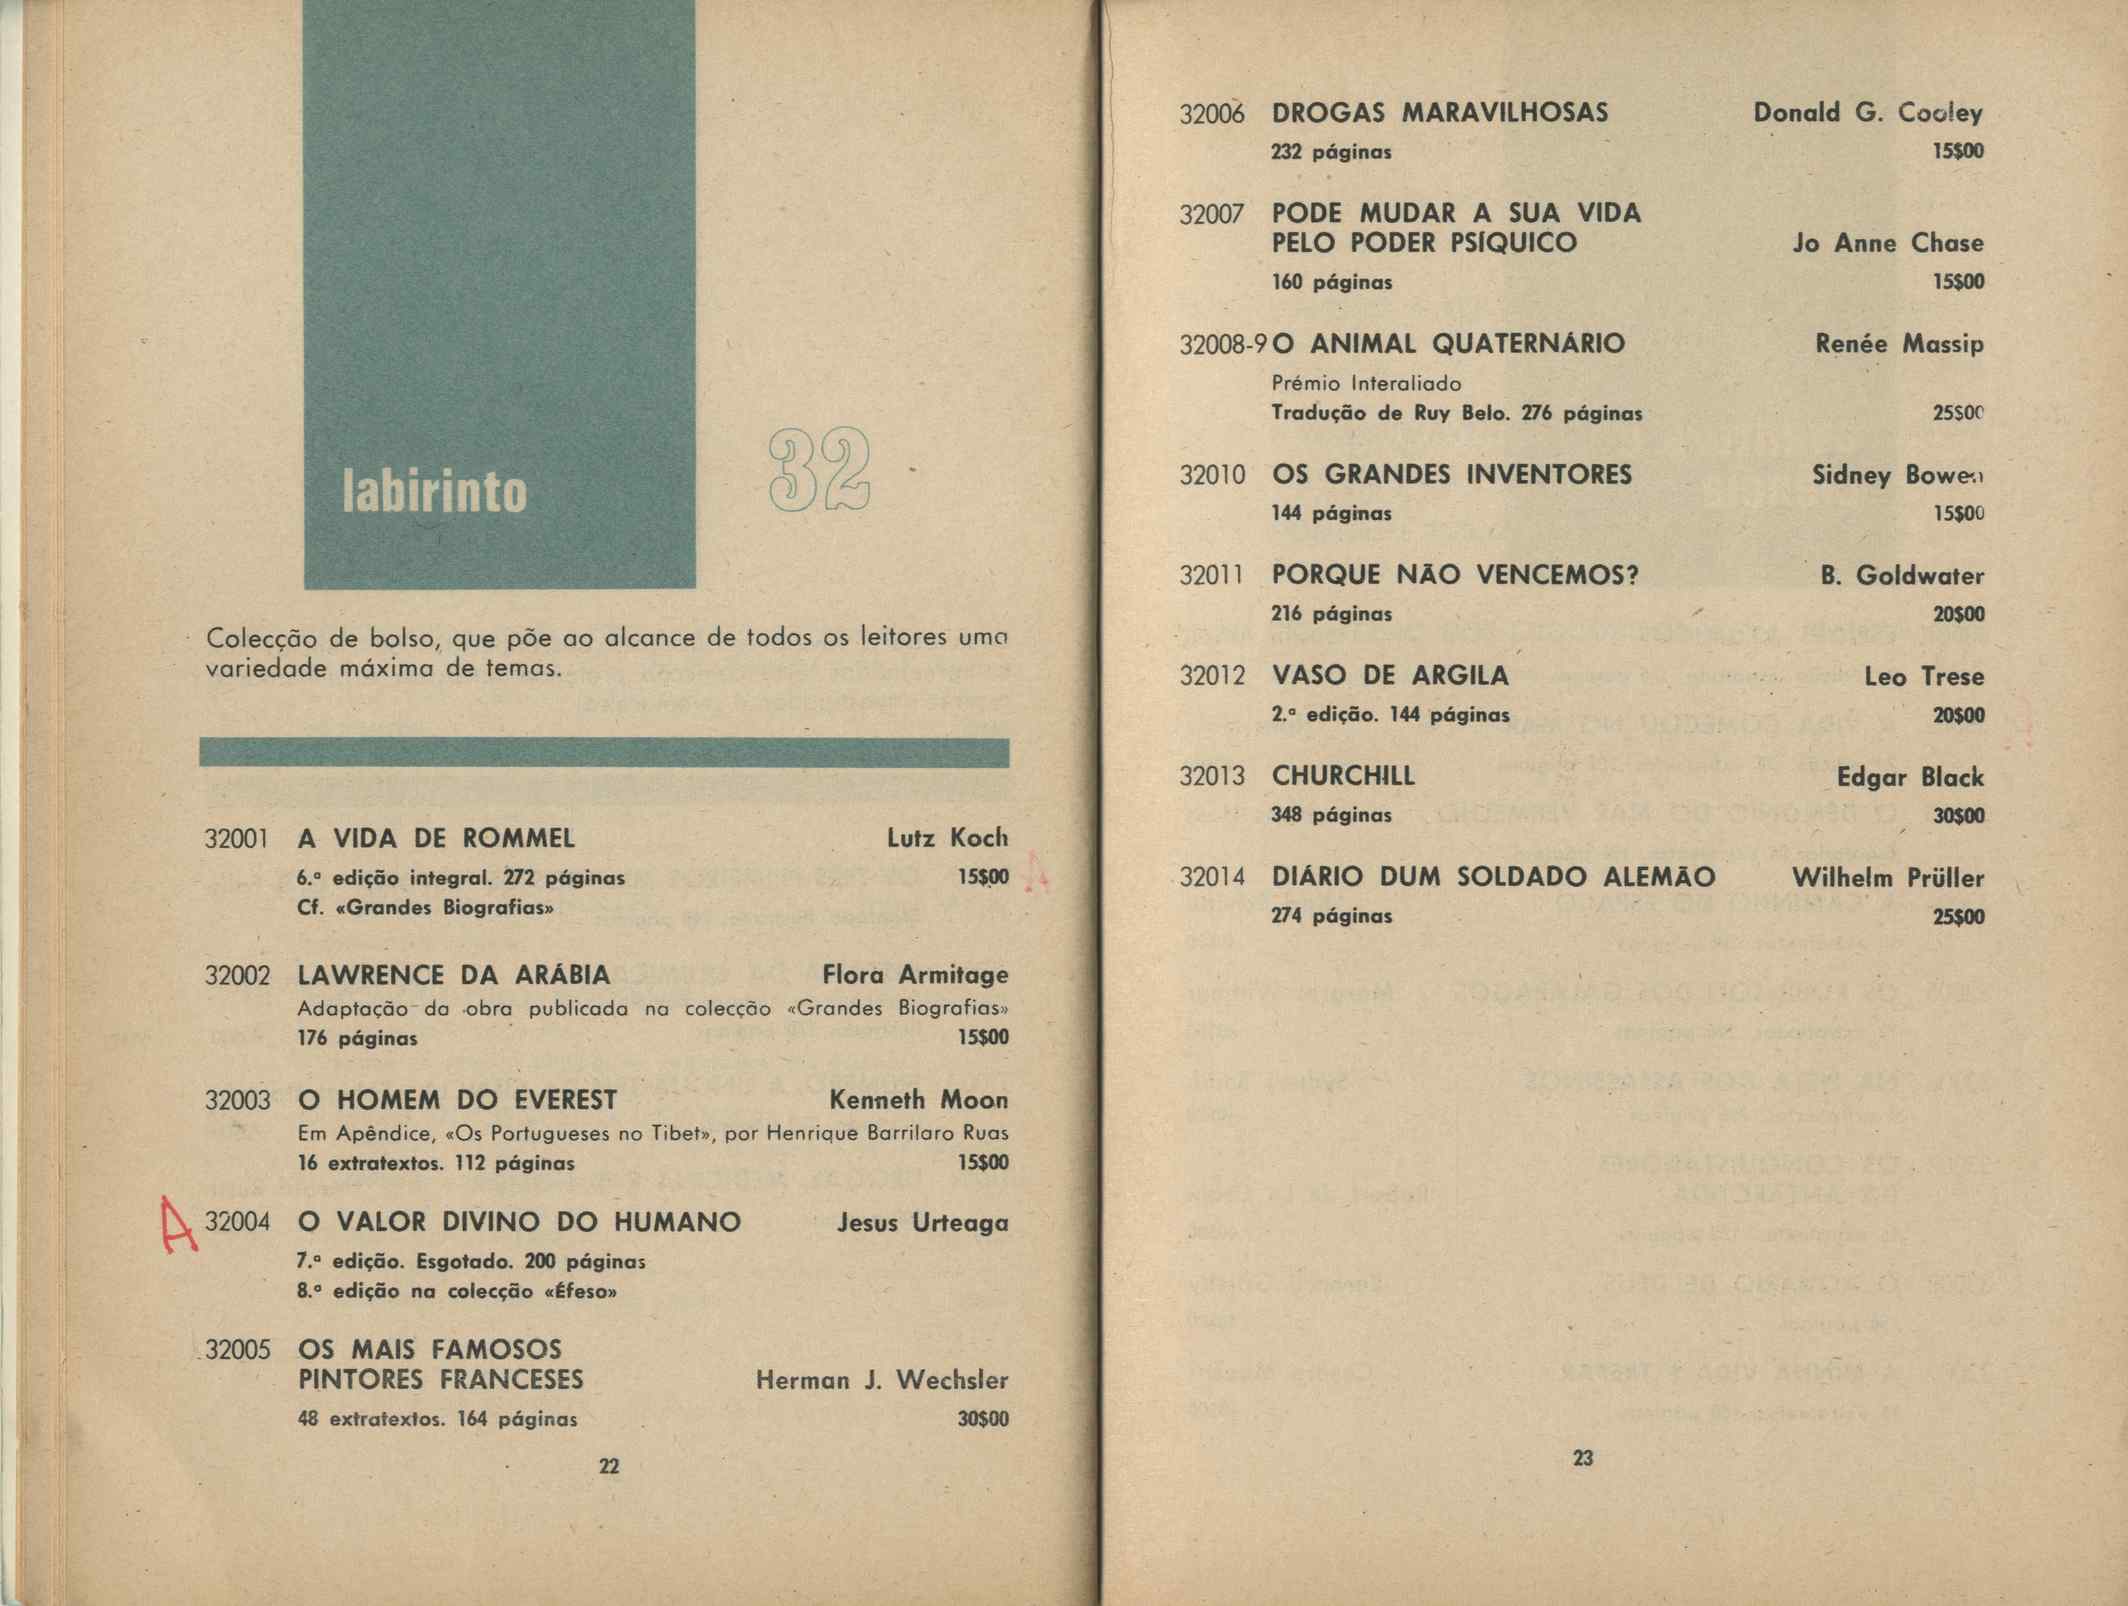 labirinto
32
Colecção de bolso, que põe ao alcance de todos os leitores uma
variedade máxima de temas.
32001 A VIDA DE ROMMEL Lutz Koch
6.ª edição integral. 272 páginas 15$00
Cf. «Grandes Biografias»
32002 LAWRENCE DA ARÁBIA Flora Armitage
Adaptação da obra publicada na colecção «Grandes Biografias»
176 páginas 15$00
32003 O HOMEM DO EVEREST Kenneth Moon
Em Apêndice, «Os Portugueses no Tibet», por Henrique Barrilaro Ruas
16 extratextos. 112 páginas 15$00
A 32004 O VALOR DIVINO DO HUMANO Jesus Urteaga
7.ª edição. Esgotado. 200 páginas
8.ª edição na colecção «Éfeso»
32005 OS MAIS FAMOSOS
PINTORES FRANCESES Herman J. Wechsler
48 extratextos. 164 páginas 30$00
22
32006 DROGAS MARAVILHOSAS Donald G. Cooley
232 páginas 15$00
32007 PODE MUDAR A SUA VIDA
PELO PODER PSÍQUICO Jo Anne Chase
160 páginas 15$00
32008-9 O ANIMAL QUATERNÁRIO Renée Massip
Prémio Interaliado
Tradução de Ruy Belo. 276 páginas 25$00
32010 OS GRANDES INVENTORES Sidney Bowen
144 páginas 15$00
32011 PORQUE NÃO VENCEMOS? B. Goldwater
216 páginas 20$00
32012 VASO DE ARGILA Leo Trese
2.ª edição. 144 páginas 20$00
32013 CHURCHILL Edgar Black
348 páginas 30$00
32014 DIÁRIO DUM SOLDADO ALEMÃO Wilhelm Prüller
274 páginas 25$00
23